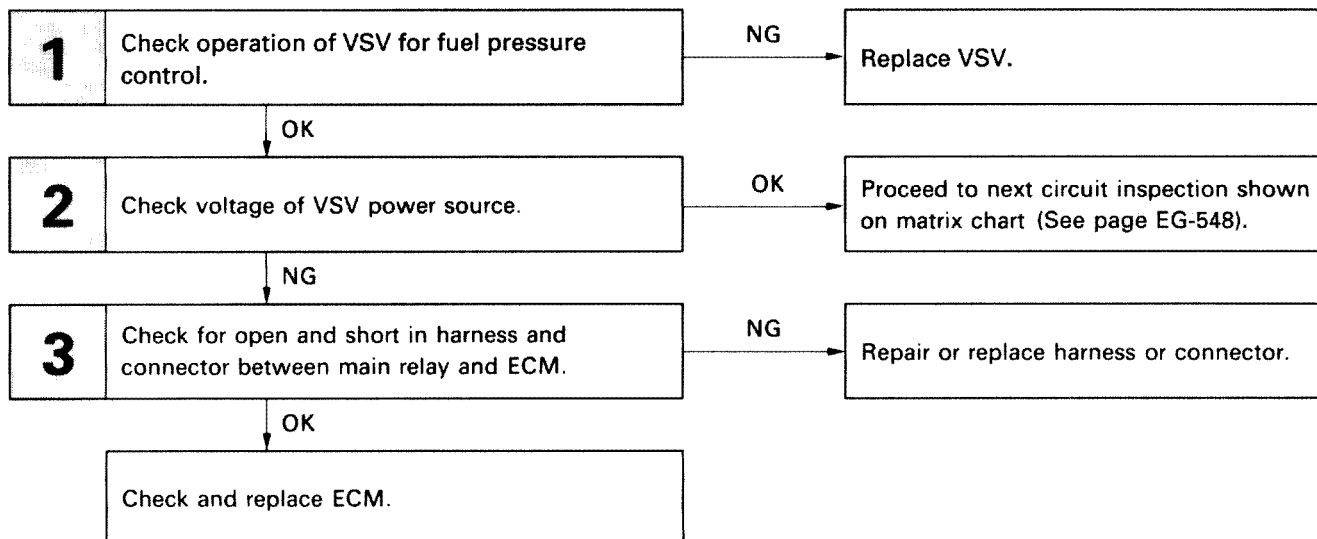 1
Check operation of VSV for fuel pressure
control.
NG
Replace VSV.
OK
2
Check voltage of VSV power source.
OK
Proceed to next circuit inspection shown
on matrix chart (See page EG-548).
NG
3
Check for open and short in harness and
connector between main relay and ECM.
NG
Repair or replace harness or connector.
OK
Check and replace ECM.